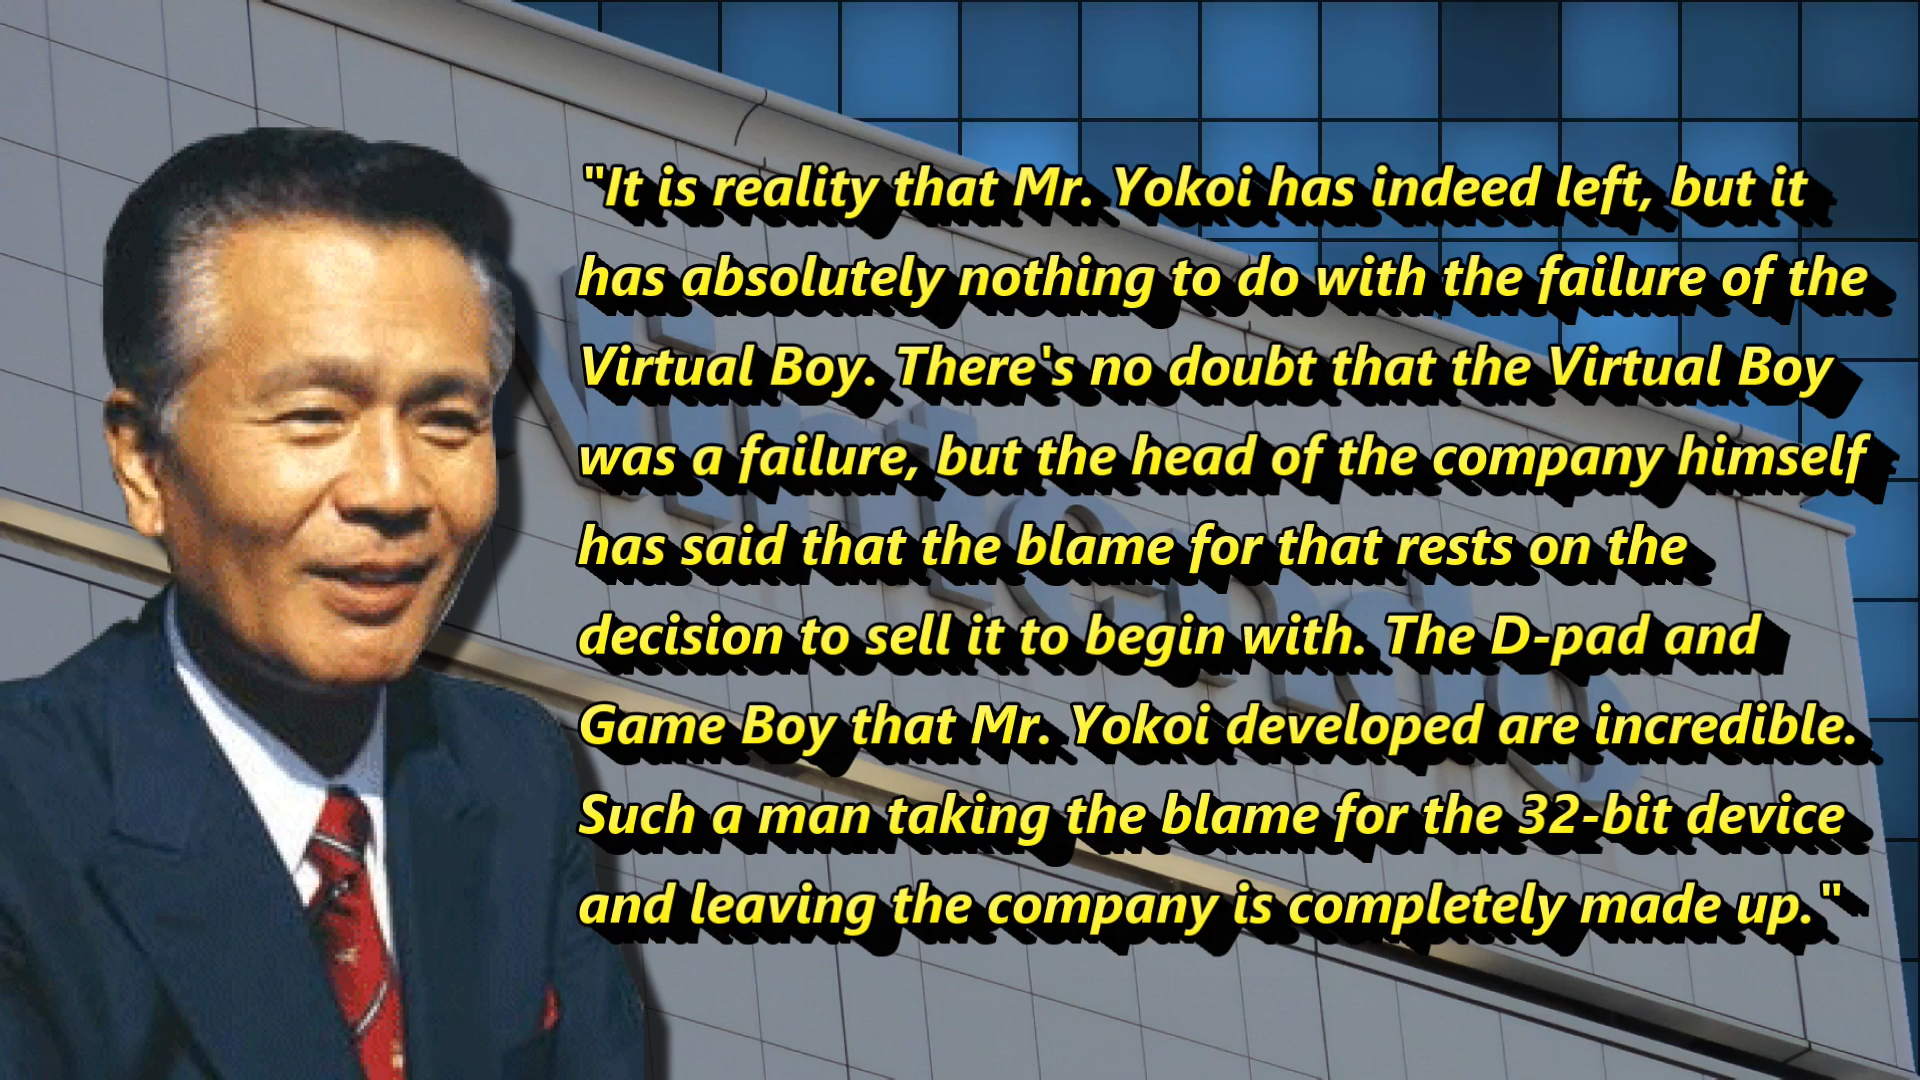 "It is reality that Mr. Yokoi has indeed left, but it
has absolutely nothing to do with the failure of the
Virtual Boy. There's no doubt that the Virtual Boy
was a failure, but the head of the company himself
has said that the blame for that rests on the
decision to sell it to begin with. The D-pad and
Game Boy that Mr. Yokoi developed are incredible.
Such a man taking the blame for the 32-bit device
and leaving the company is completely made up."
Nintendo